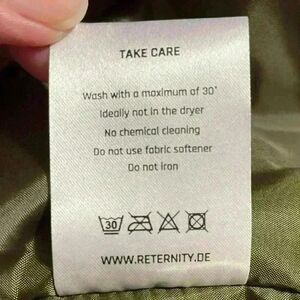 TAKE CARE
Wash with a maximum of 30°
Ideally not in the dryer
No chemical cleaning
Do not use fabric softener
Do not iron
30
WWW.RETERNITY.DE